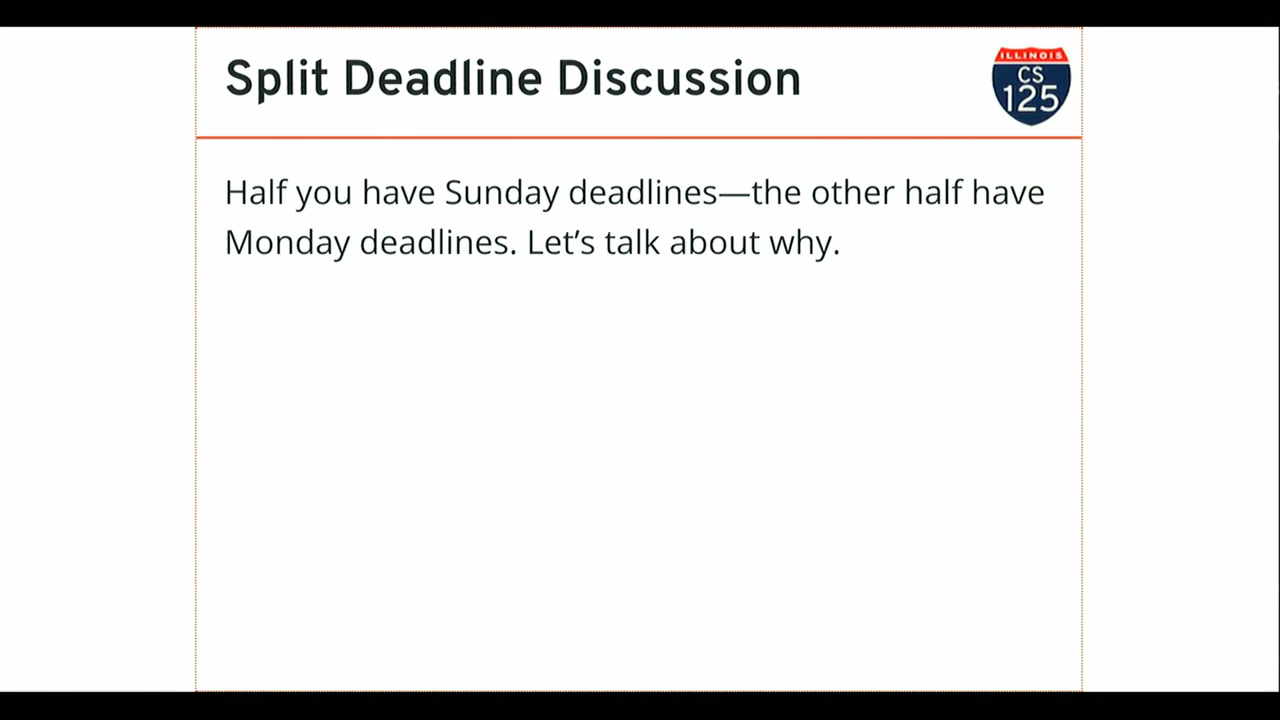 Split Deadline Discussion
ILLINOIS
CS
125
Half you have Sunday deadlines—the other half have
Monday deadlines. Let's talk about why.